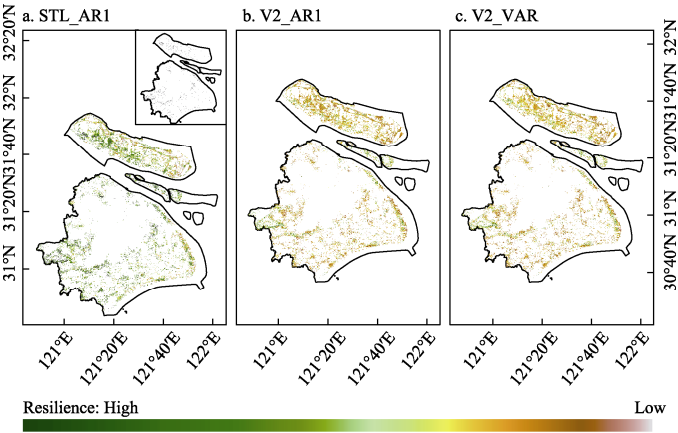 a. STL_AR1
b. V2_AR1
c. V2_VAR
32°20′N
32°N
31°40′N
31°20′N
31°N
32°N
31°40′N
31°20′N
31°N
30°40′N
121°E
121°20′E
121°40′E
122°E
121°E
121°20′E
121°40′E
122°E
121°E
121°20′E
121°40′E
122°E
Resilience: High
Low